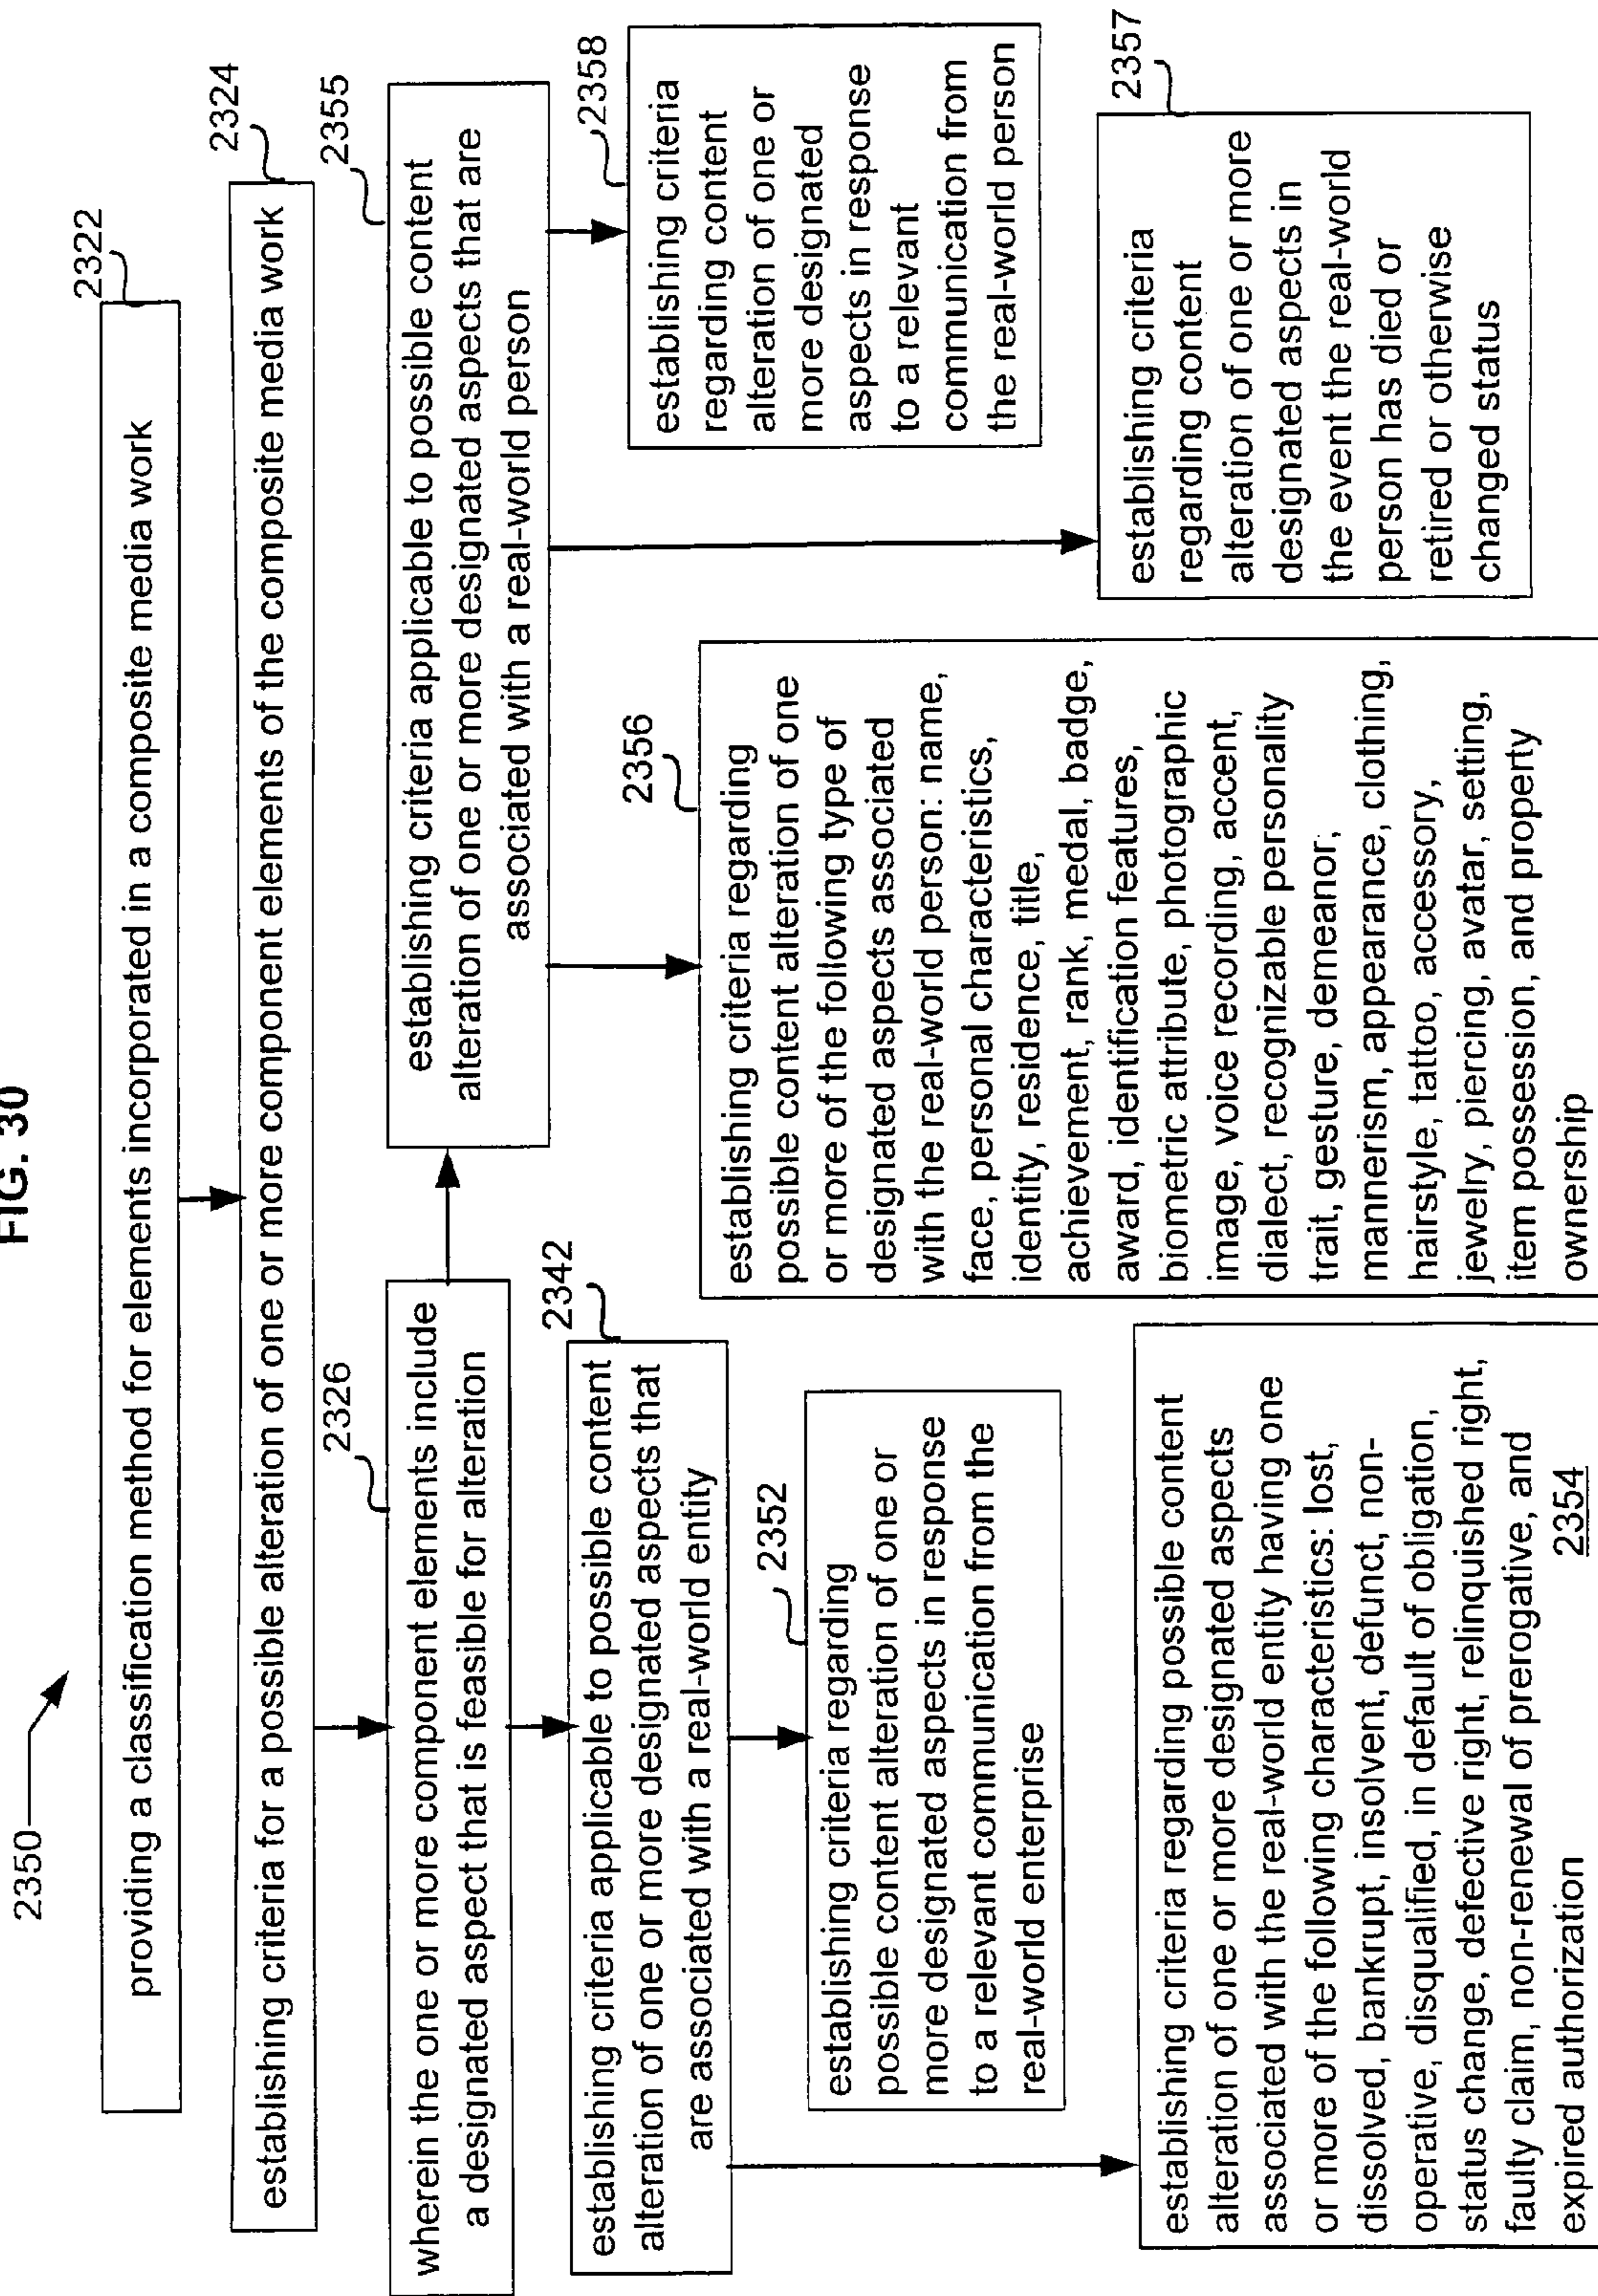 FIG. 30
2350
2322
providing a classification method for elements incorporated in a composite media work
2324
establishing criteria for a possible alteration of one or more component elements of the composite media work
2326
wherein the one or more component elements include
a designated aspect that is feasible for alteration
2355
establishing criteria applicable to possible content
alteration of one or more designated aspects that are
associated with a real-world person
2342
establishing criteria applicable to possible content
alteration of one or more designated aspects that
are associated with a real-world entity
2352
establishing criteria regarding
possible content alteration of one or
more designated aspects in response
to a relevant communication from the
real-world enterprise
establishing criteria regarding possible content
alteration of one or more designated aspects
associated with the real-world entity having one
or more of the following characteristics: lost,
dissolved, bankrupt, insolvent, defunct, non-
operative, disqualified, in default of obligation,
status change, defective right, relinquished right,
faulty claim, non-renewal of prerogative, and
expired authorization
2354
2356
establishing criteria regarding
possible content alteration of one
or more of the following type of
designated aspects associated
with the real-world person: name,
face, personal characteristics,
identity, residence, title,
achievement, rank, medal, badge,
award, identification features,
biometric attribute, photographic
image, voice recording, accent,
dialect, recognizable personality
trait, gesture, demeanor,
mannerism, appearance, clothing,
hairstyle, tattoo, accessory,
jewelry, piercing, avatar, setting,
item possession, and property
ownership
2358
establishing criteria
regarding content
alteration of one or
more designated
aspects in response
to a relevant
communication from
the real-world person
2357
establishing criteria
regarding content
alteration of one or more
designated aspects in
the event the real-world
person has died or
retired or otherwise
changed status